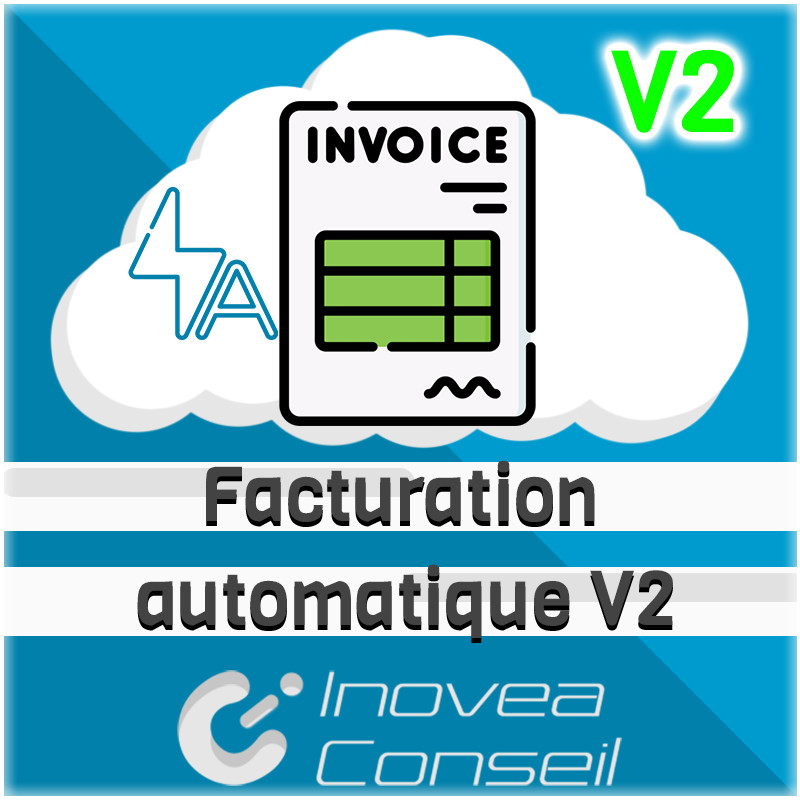 V2
INVOICE
A
Facturation
automatique V2
Inovea
Conseil